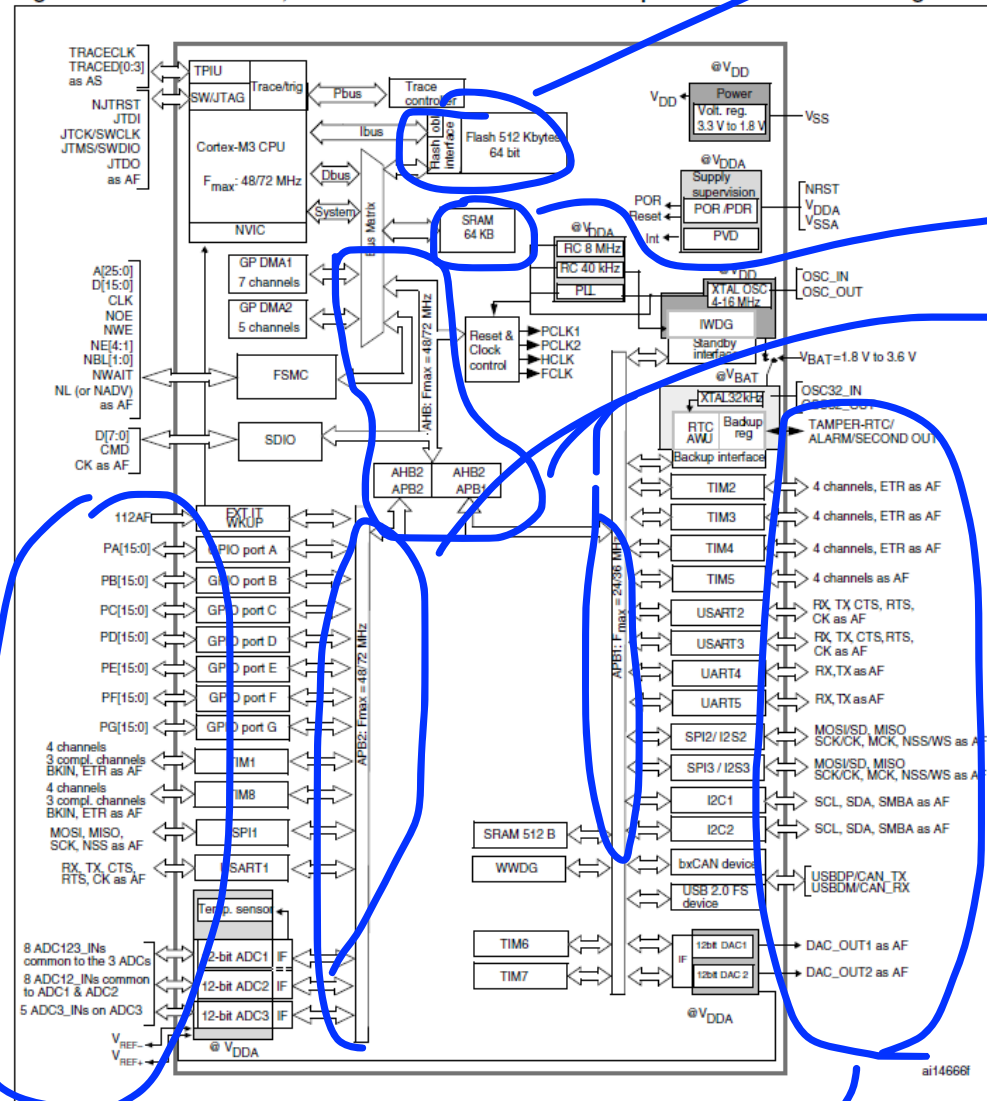 TRACECLK
TRACED[0:3]
as AS
TPIU
SW/JTAG
Trace/trig
Pbus
Trace
controller
NJTRST
JTDI
JTCK/SWCLK
JTMS/SWDIO
JTDO
as AF
Cortex-M3 CPU
Fmax: 48/72 MHz
NVIC
Ibus
Dbus
System
Bus Matrix
Flash obl
interface
Flash 512 Kbytes
64 bit
SRAM
64 KB
@VDD
Power
VDD
Volt. reg.
3.3 V to 1.8 V
VSS
@VDDA
Supply
supervision
POR
Reset
Int
POR /PDR
PVD
NRST
VDDA
VSSA
@VDDA
RC 8 MHz
RC 40 kHz
PLL
@VDD
XTAL OSC
4-16 MHz
OSC_IN
OSC_OUT
IWDG
Standby
interface
VBAT=1.8 V to 3.6 V
@VBAT
XTAL32kHz
OSC32_IN
OSC32_OUT
RTC
AWU
Backup
reg
Backup interface
TAMPER-RTC/
ALARM/SECOND OUT
GP DMA1
7 channels
GP DMA2
5 channels
A[25:0]
D[15:0]
CLK
NOE
NWE
NE[4:1]
NBL[1:0]
NWAIT
NL (or NADV)
as AF
FSMC
D[7:0]
CMD
CK as AF
SDIO
AHB: Fmax = 48/72 MHz
Reset &
Clock
control
PCLK1
PCLK2
HCLK
FCLK
AHB2
APB2
AHB2
APB1
112AF
EXT.IT
WKUP
PA[15:0]
GPIO port A
PB[15:0]
GPIO port B
PC[15:0]
GPIO port C
PD[15:0]
GPIO port D
PE[15:0]
GPIO port E
PF[15:0]
GPIO port F
PG[15:0]
GPIO port G
4 channels
3 compl. channels
BKIN, ETR as AF
TIM1
4 channels
3 compl. channels
BKIN, ETR as AF
TIM8
MOSI, MISO,
SCK, NSS as AF
SPI1
RX, TX, CTS,
RTS, CK as AF
USART1
Temp. sensor
8 ADC123_INs
common to the 3 ADCs
12-bit ADC1
IF
8 ADC12_INs common
to ADC1 & ADC2
12-bit ADC2
IF
5 ADC3_INs on ADC3
12-bit ADC3
IF
VREF–
VREF+
@ VDDA
APB2: Fmax = 48/72 MHz
APB1: Fmax = 24/36 MHz
TIM2
4 channels, ETR as AF
TIM3
4 channels, ETR as AF
TIM4
4 channels, ETR as AF
TIM5
4 channels as AF
USART2
RX, TX CTS, RTS,
CK as AF
USART3
RX, TX, CTS, RTS,
CK as AF
UART4
RX,TX as AF
UART5
RX,TX as AF
SPI2/ I2S2
MOSI/SD, MISO
SCK/CK, MCK, NSS/WS as AF
SPI3 / I2S3
MOSI/SD, MISO
SCK/CK, MCK, NSS/WS as AF
I2C1
SCL, SDA, SMBA as AF
I2C2
SCL, SDA, SMBA as AF
SRAM 512 B
WWDG
bxCAN device
USB 2.0 FS
device
USBDP/CAN_TX
USBDM/CAN_RX
TIM6
TIM7
IF
12bit DAC1
12bit DAC 2
DAC_OUT1 as AF
DAC_OUT2 as AF
@VDDA
ai14666f